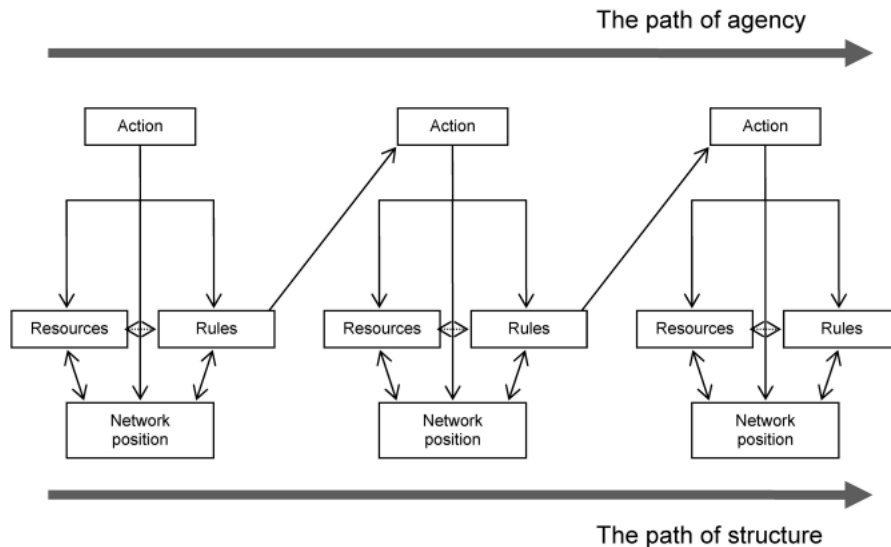 The path of agency
Action
Action
Action
Resources
Rules
Resources
Rules
Resources
Rules
Network
position
Network
position
Network
position
The path of structure